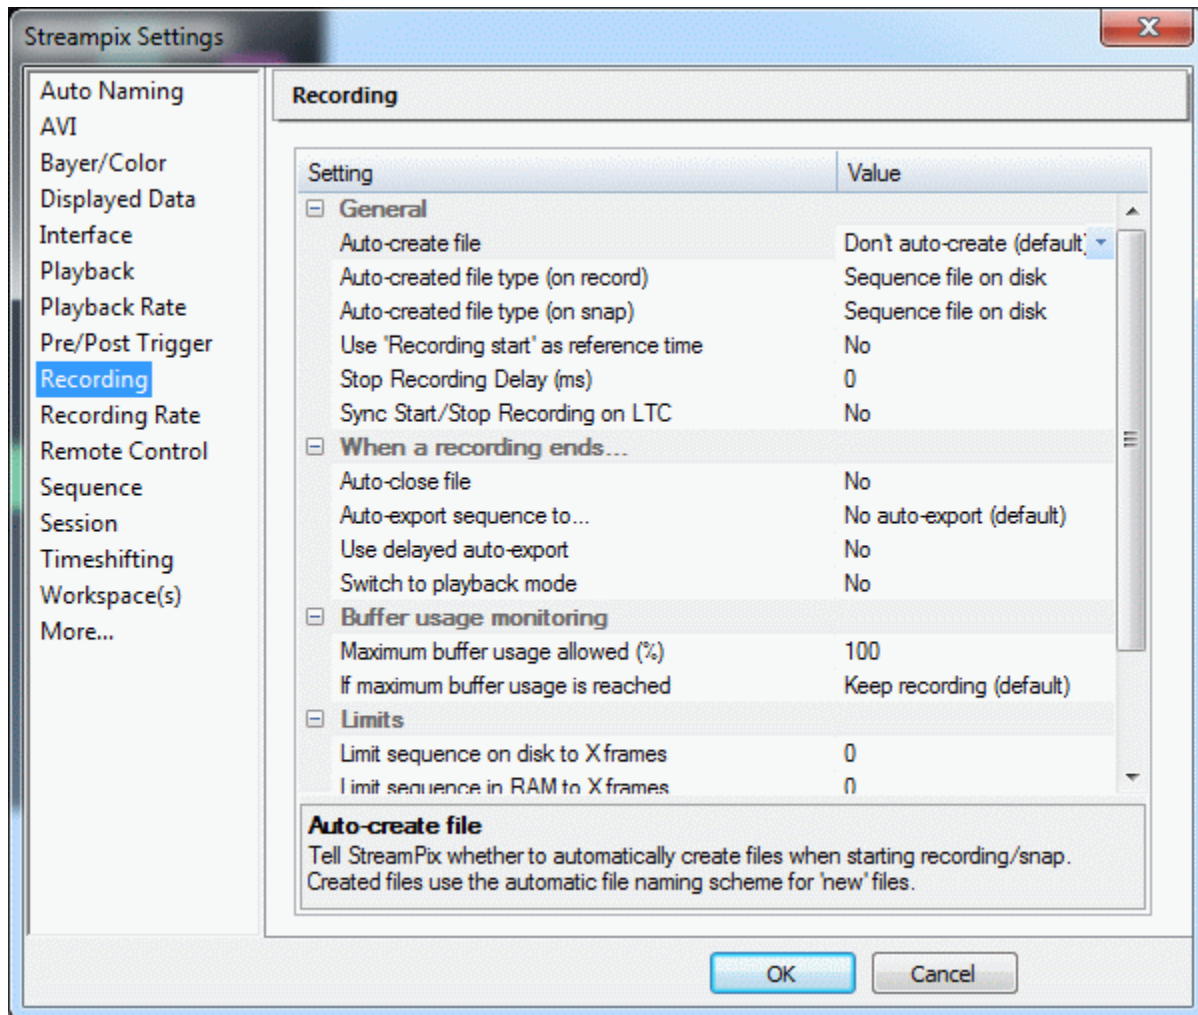 Streampix Settings
Auto Naming
AVI
Bayer/Color
Displayed Data
Interface
Playback
Playback Rate
Pre/Post Trigger
Recording
Recording Rate
Remote Control
Sequence
Session
Timeshifting
Workspace(s)
More...
Recording
Setting Value
General
Auto-create file Don't auto-create (default)
Auto-created file type (on record) Sequence file on disk
Auto-created file type (on snap) Sequence file on disk
Use "Recording start" as reference time No
Stop Recording Delay (ms) 0
Sync Start/Stop Recording on LTC No
When a recording ends...
Auto-close file No
Auto-export sequence to... No auto-export (default)
Use delayed auto-export No
Switch to playback mode No
Buffer usage monitoring
Maximum buffer usage allowed (%) 100
If maximum buffer usage is reached Keep recording (default)
Limits
Limit sequence on disk to X frames 0
Limit sequence in RAM to X frames 0
Auto-create file
Tell StreamPix whether to automatically create files when starting recording/snap.
Created files use the automatic file naming scheme for 'new' files.
OK Cancel